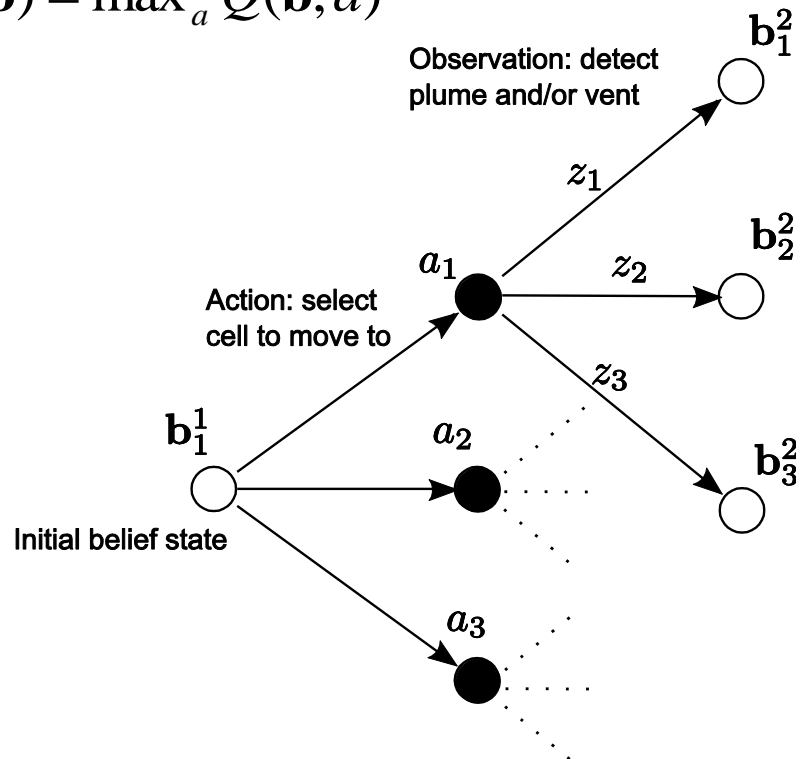 ) = max a Q(b, a)
b₁²
Observation: detect
plume and/or vent
z₁
b₂²
a₁
z₂
Action: select
cell to move to
z₃
b₁¹
a₂
b₃²
Initial belief state
a₃